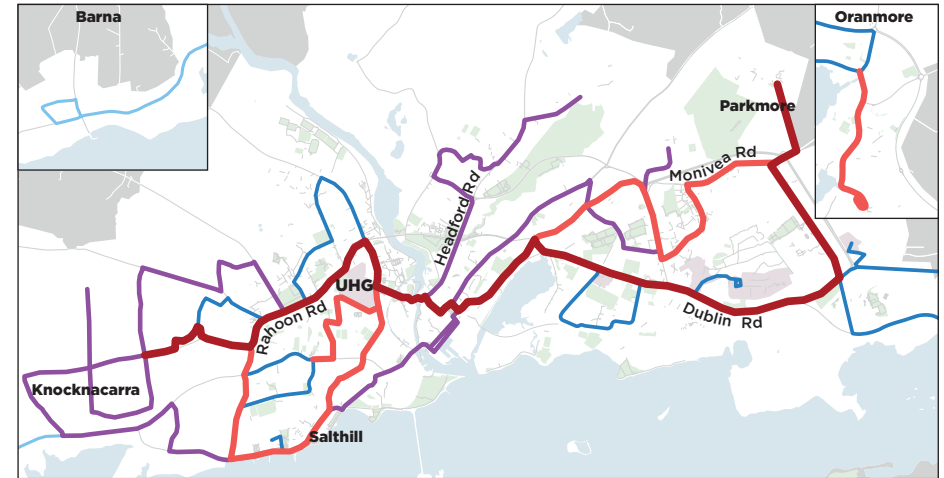 Barna
Oranmore
Parkmore
Monivea Rd
Headford Rd
UHG
Rahoon Rd
Dublin Rd
Knocknacarra
Salthill